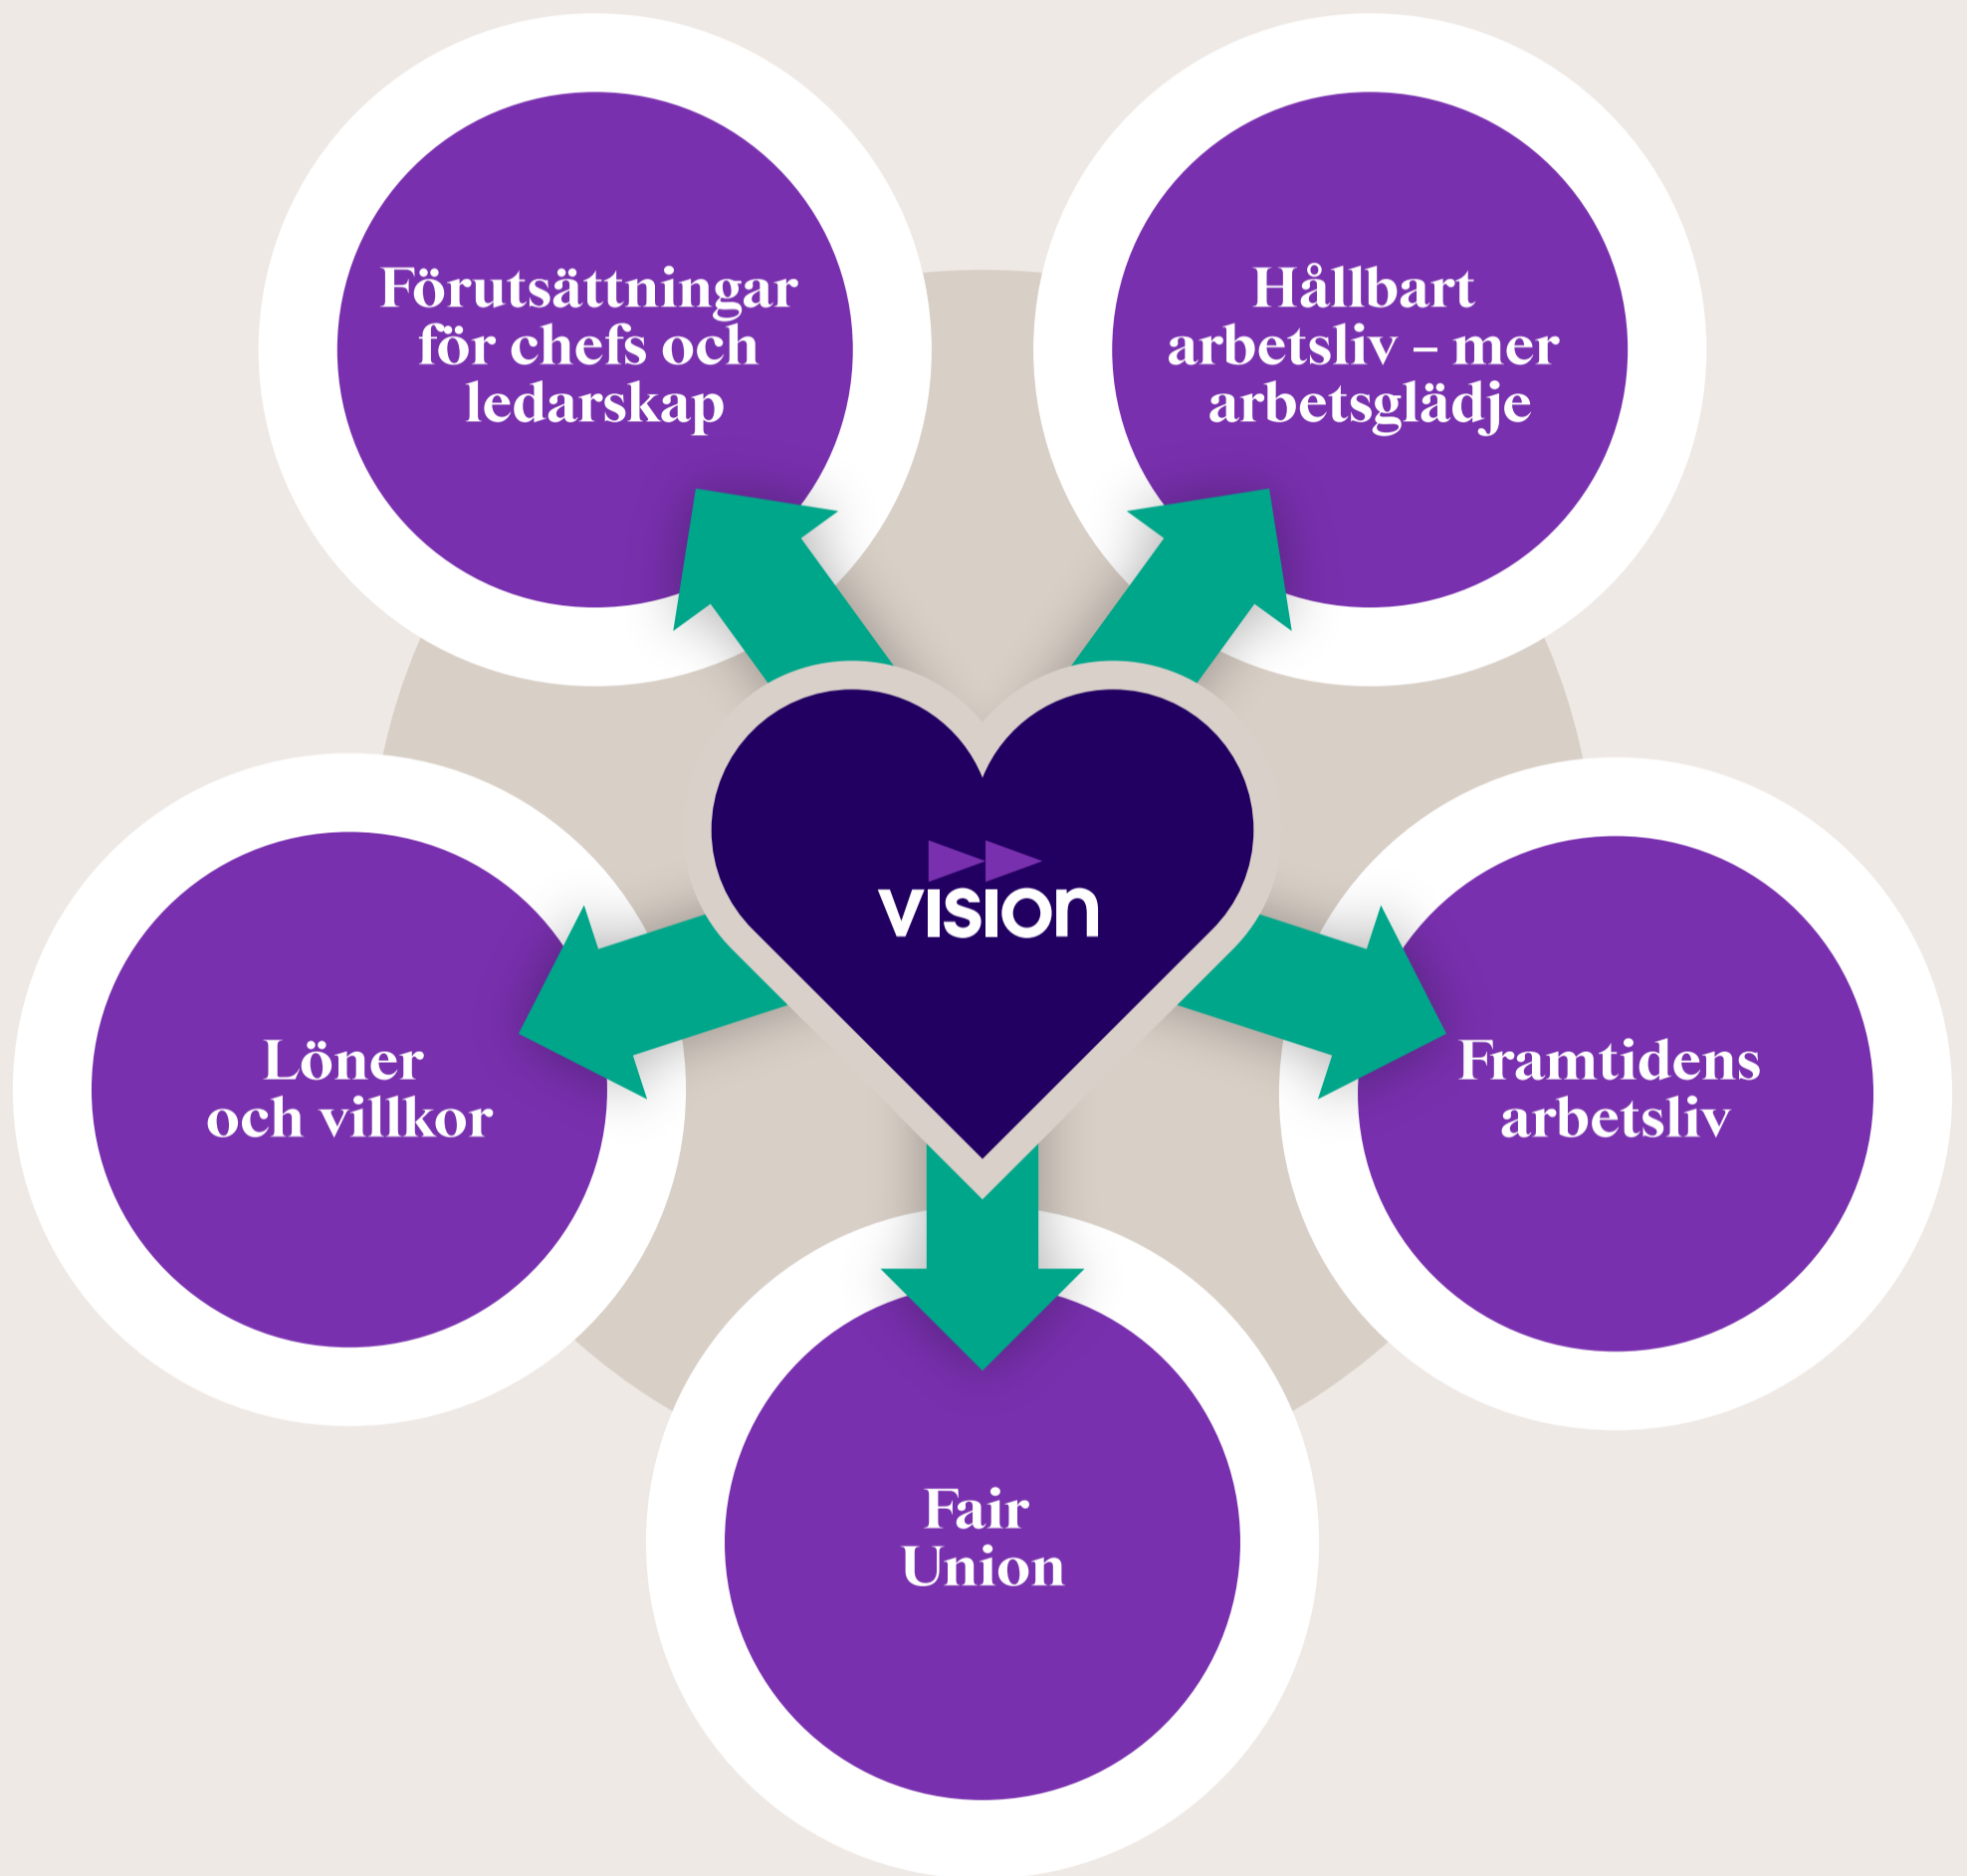 Förutsättningar
för chefs och
ledarskap
Hållbart
arbetsliv – mer
arbetsglädje
vision
Löner
och villkor
Framtidens
arbetsliv
Fair
Union